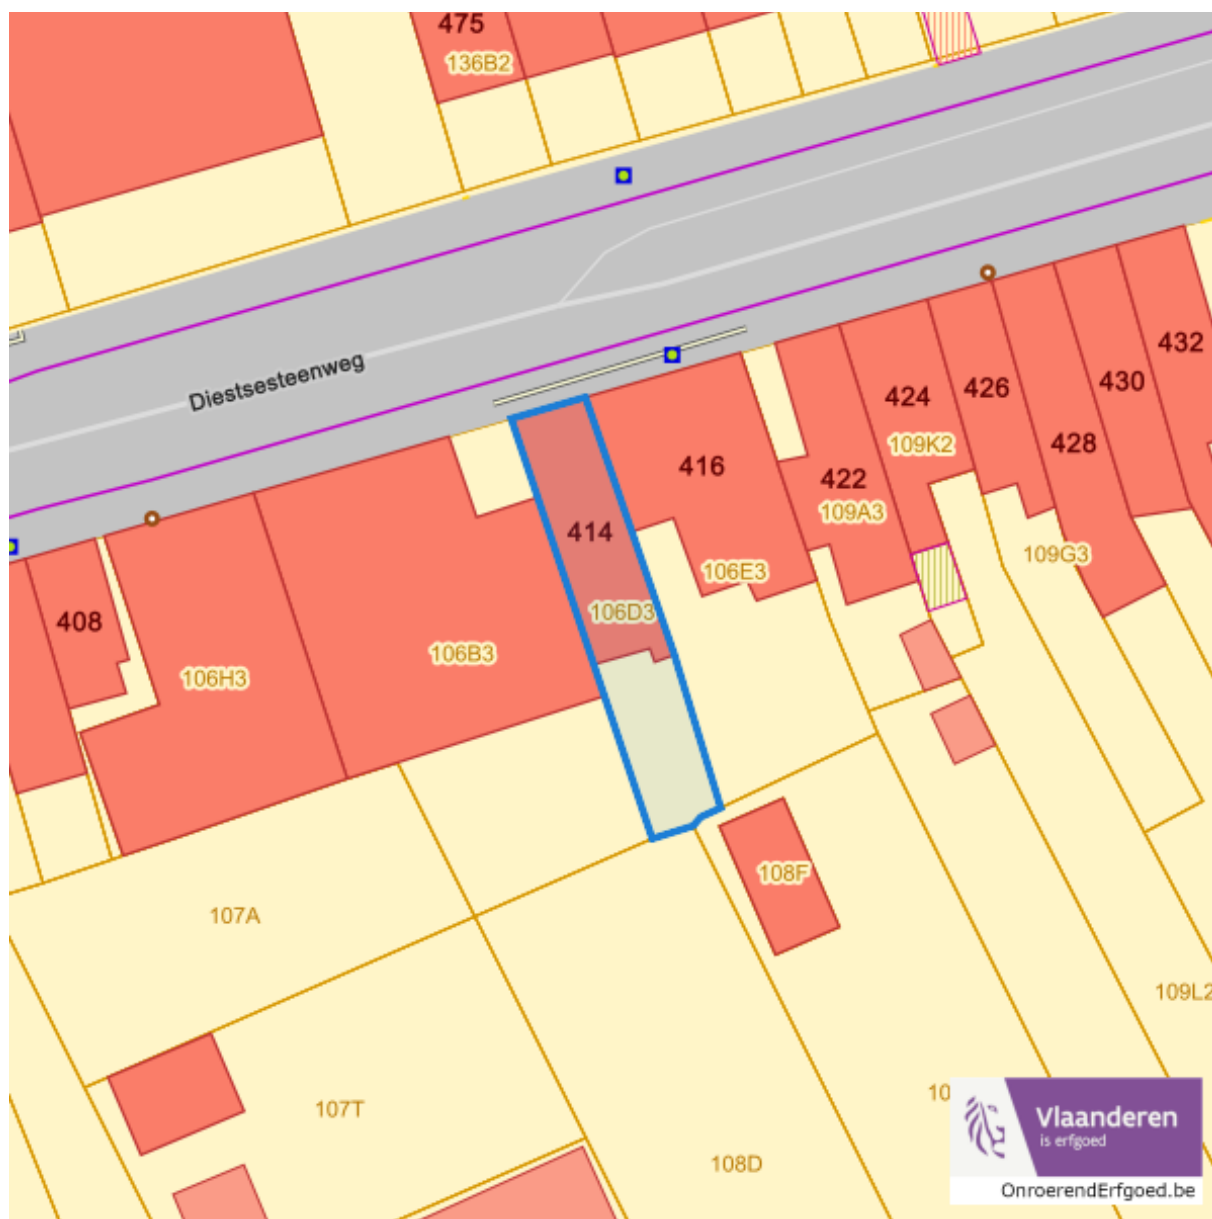 475
136B2
Diestsesteenweg
432
430
426
424
109K2
428
416
422
109A3
414
109G3
106E3
106D3
408
106B3
106H3
108F
107A
109L2
107T
108D
Vlaanderen
is erfgoed
OnroerendErfgoed.be